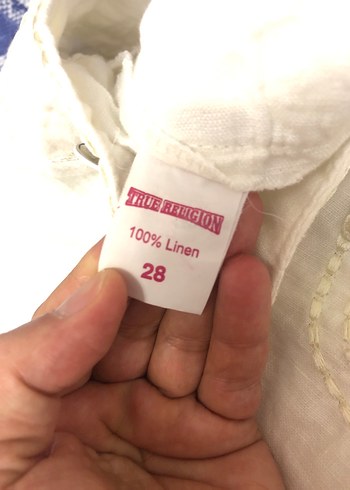 TRUE RELIGION
100% Linen
28